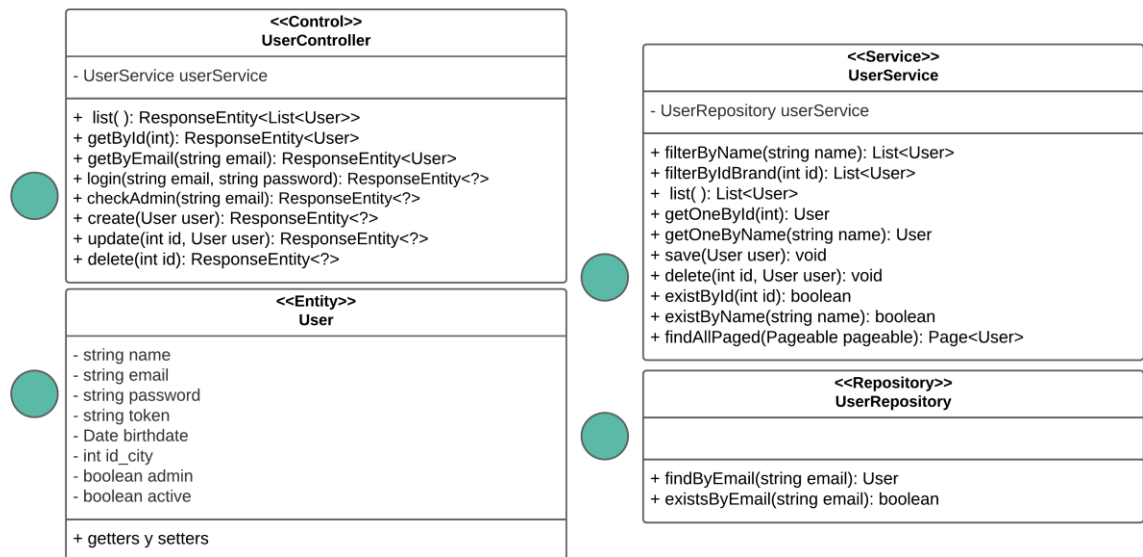 <<Control>>
UserController
- UserService userService
+ list( ): ResponseEntity<List<User>>
+ getById(int): ResponseEntity<User>
+ getByEmail(string email): ResponseEntity<User>
+ login(string email, string password): ResponseEntity<?>
+ checkAdmin(string email): ResponseEntity<?>
+ create(User user): ResponseEntity<?>
+ update(int id, User user): ResponseEntity<?>
+ delete(int id): ResponseEntity<?>
<<Entity>>
User
- string name
- string email
- string password
- string token
- Date birthdate
- int id_city
- boolean admin
- boolean active
+ getters y setters
<<Service>>
UserService
- UserRepository userService
+ filterByName(string name): List<User>
+ filterByIdBrand(int id): List<User>
+ list( ): List<User>
+ getOneById(int): User
+ getOneByName(string name): User
+ save(User user): void
+ delete(int id, User user): void
+ existById(int id): boolean
+ existByName(string name): boolean
+ findAllPaged(Pageable pageable): Page<User>
<<Repository>>
UserRepository
+ findByEmail(string email): User
+ existsByEmail(string email): boolean